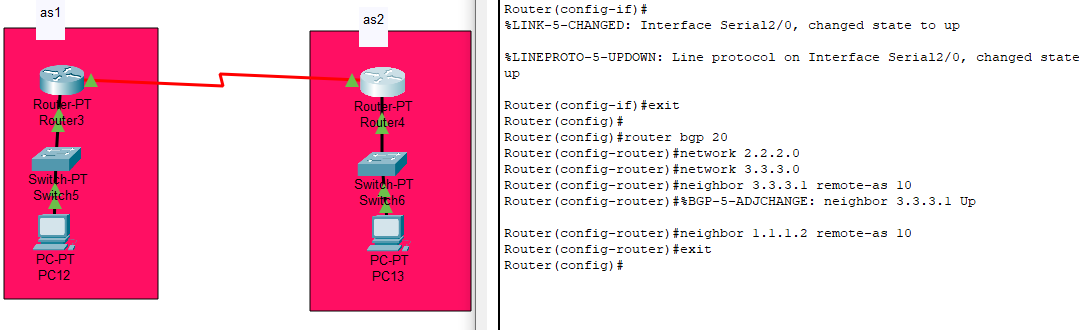 as1
Router-PT
Router3
Switch-PT
Switch5
PC-PT
PC12
as2
Router-PT
Router4
Switch-PT
Switch6
PC-PT
PC13
Router(config-if)#
%LINK-5-CHANGED: Interface Serial2/0, changed state to up
%LINEPROTO-5-UPDOWN: Line protocol on Interface Serial2/0, changed state
up
Router(config-if)#exit
Router(config)#
Router(config)#router bgp 20
Router(config-router)#network 2.2.2.0
Router(config-router)#network 3.3.3.0
Router(config-router)#neighbor 3.3.3.1 remote-as 10
Router(config-router)#%BGP-5-ADJCHANGE: neighbor 3.3.3.1 Up
Router(config-router)#neighbor 1.1.1.2 remote-as 10
Router(config-router)#exit
Router(config)#